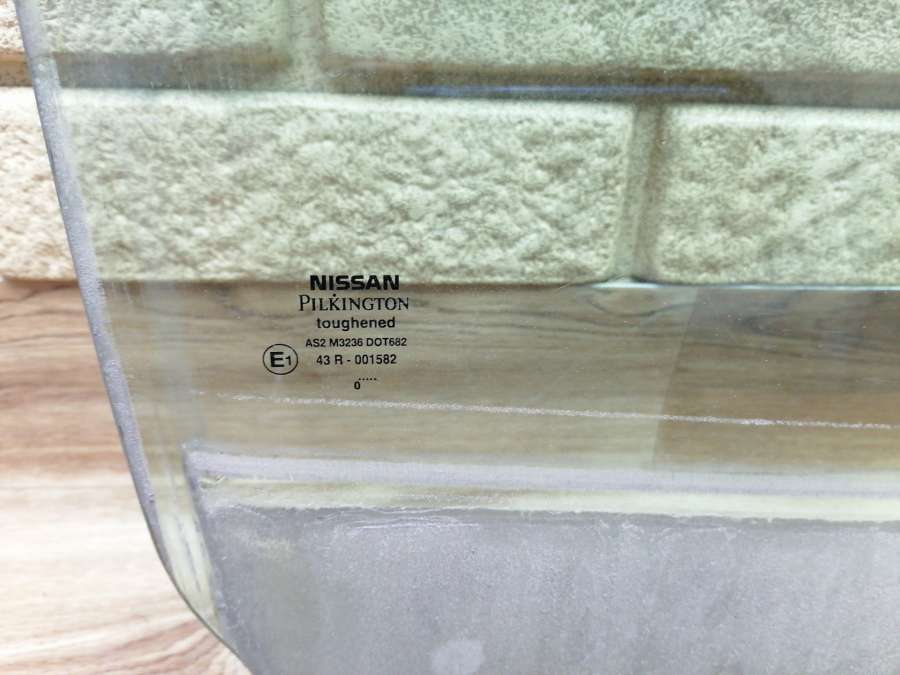 NISSAN
PILKINGTON
toughened
AS2 M3236 DOT682
E1 43 R - 001582
.....
0